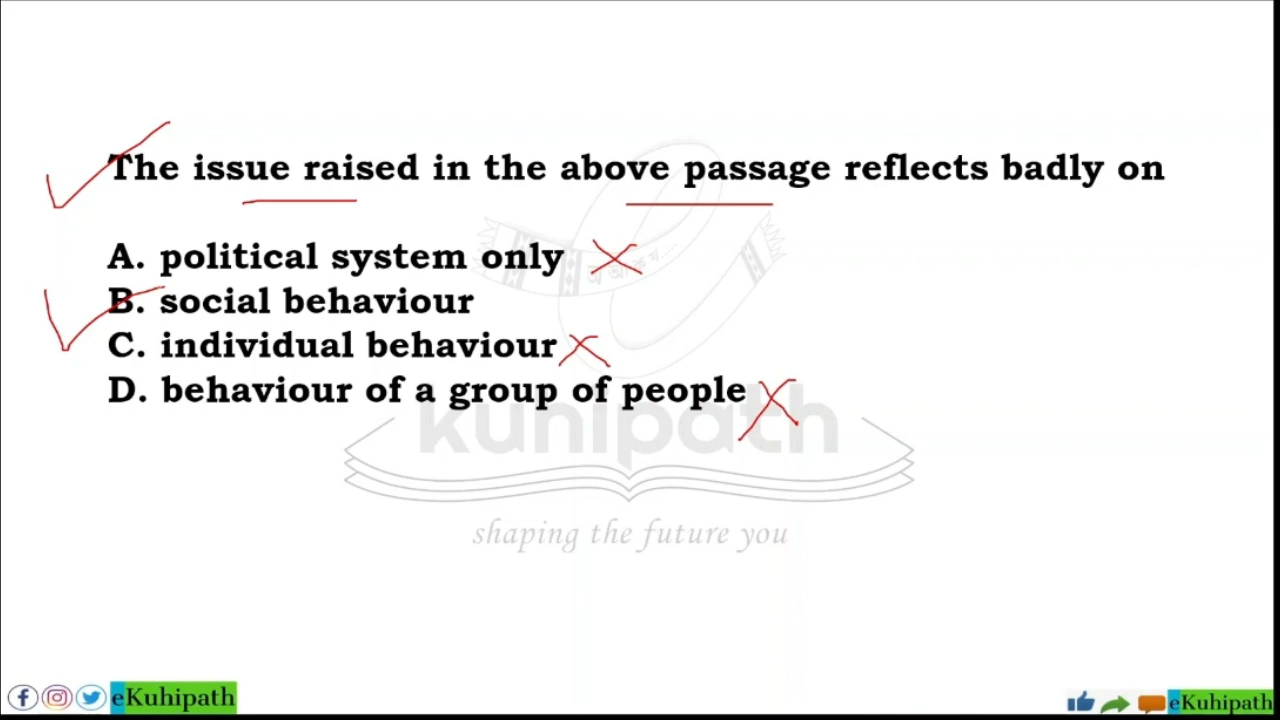 The issue raised in the above passage reflects badly on
A. political system only
B. social behaviour
C. individual behaviour
D. behaviour of a group of people
kuhipath
shaping the future you
eKuhipath
eKuhipath